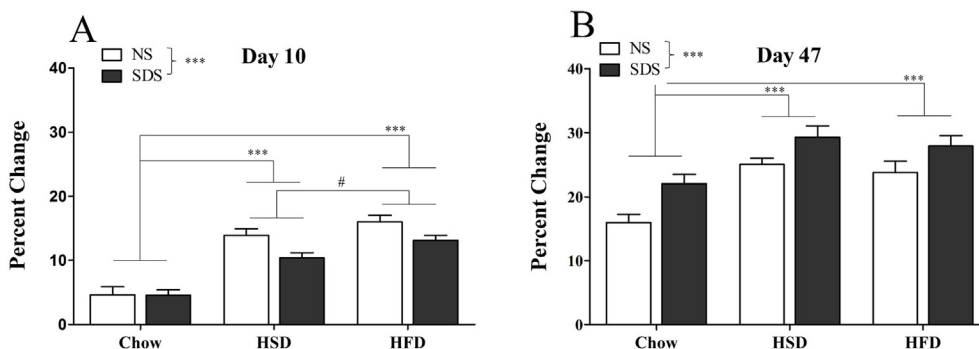 A
NS
SDS
***
Day 10
Percent Change
40
30
20
10
0
***
***
#
Chow
HSD
HFD
B
NS
SDS
***
Day 47
Percent Change
40
30
20
10
0
***
***
Chow
HSD
HFD